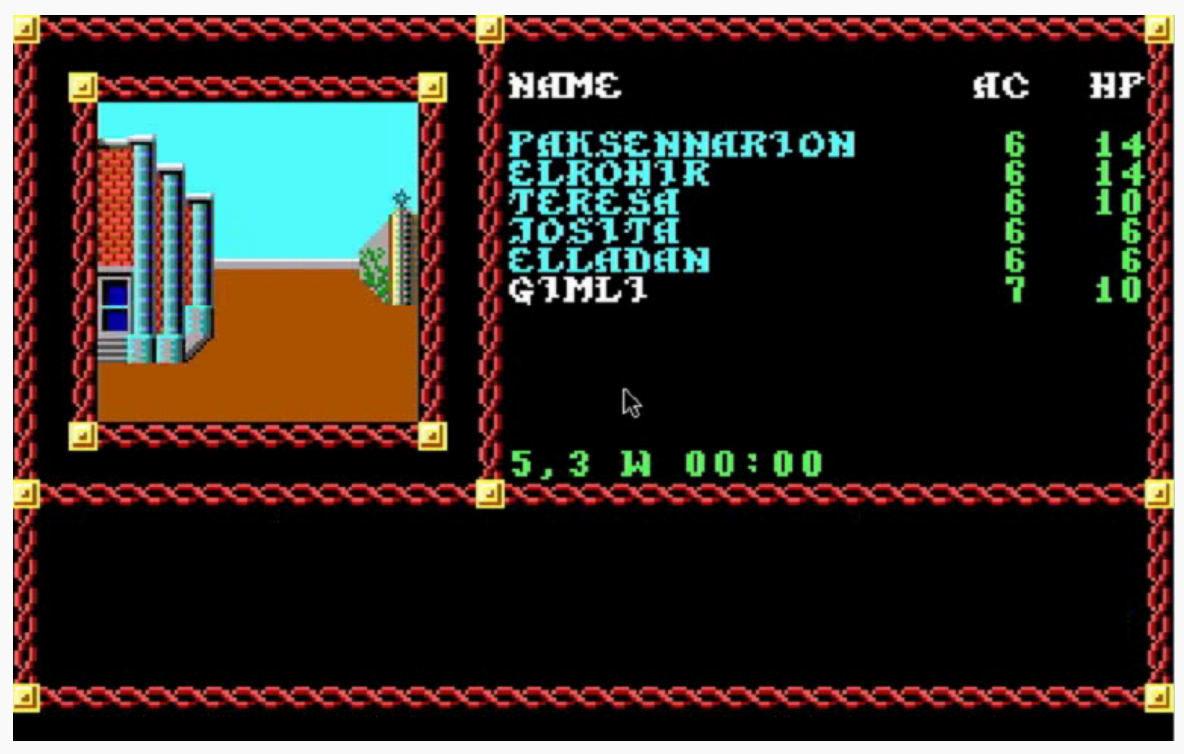 NAME AC HP
PAKSENNARION 6 14
ELROHIR 6 14
TERESA 6 10
JOSITA 6 6
ELLADAN 6 6
GIMLI 7 10
5,3 W 00:00